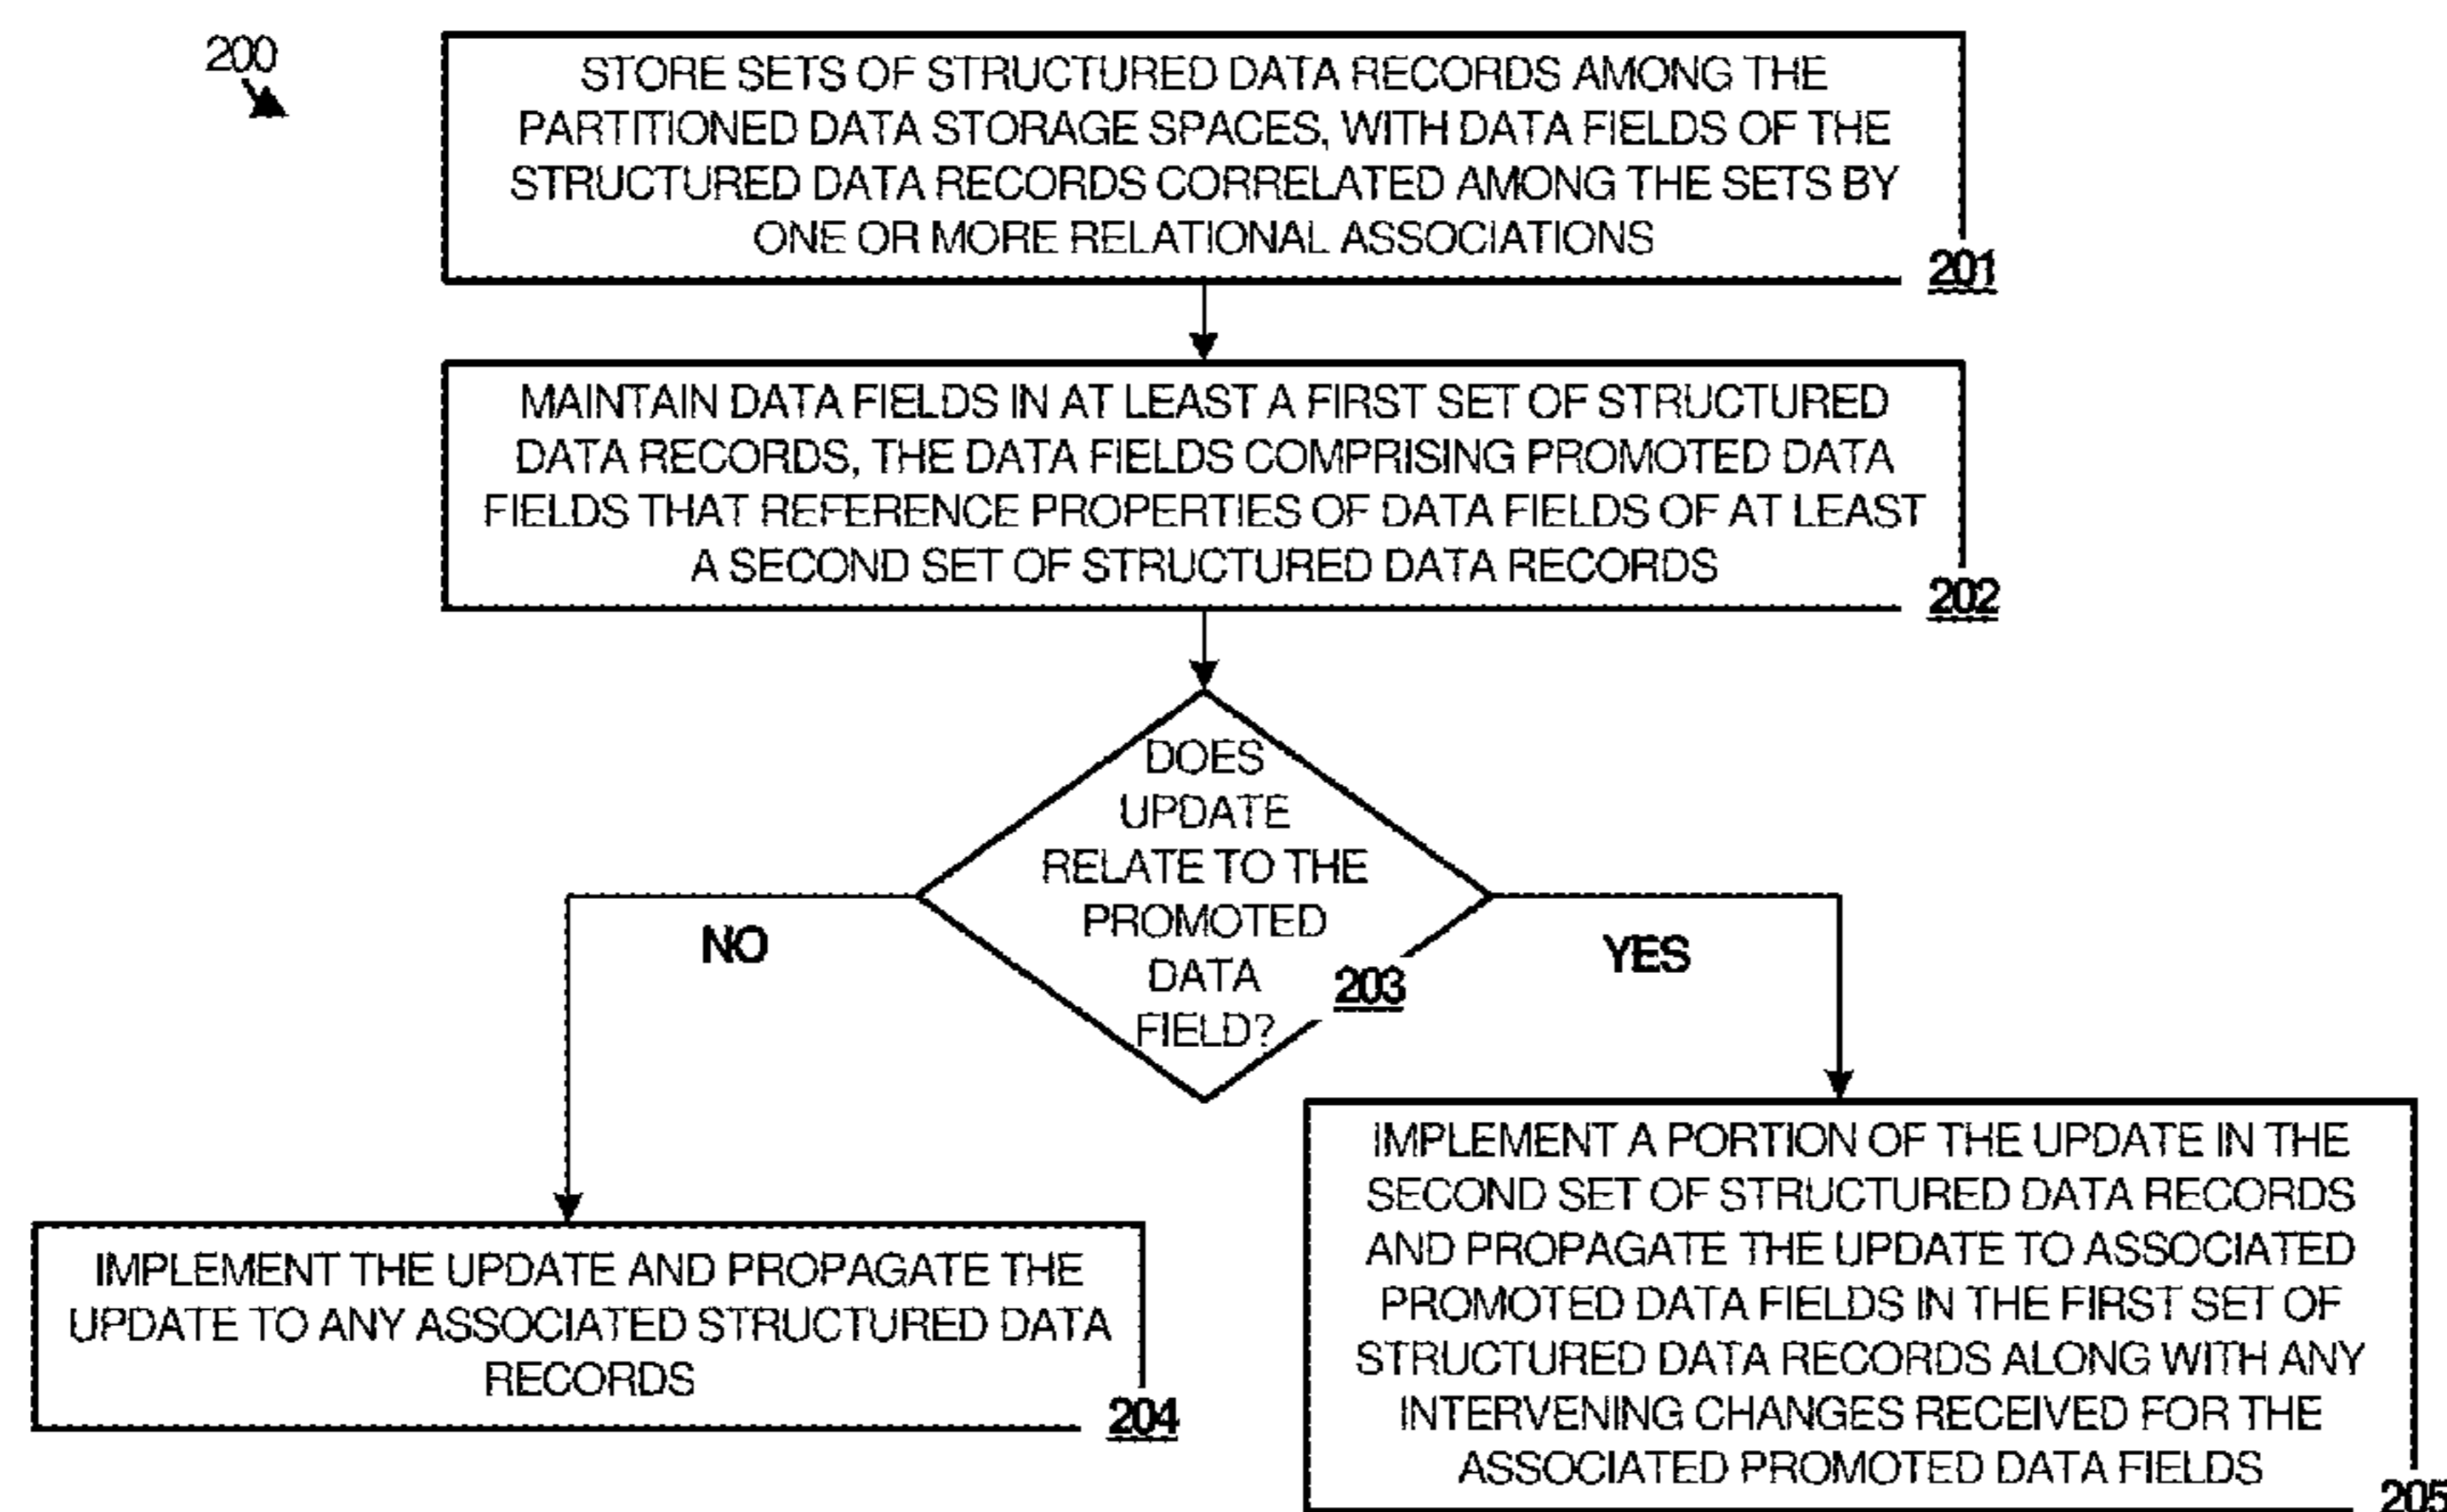 200
STORE SETS OF STRUCTURED DATA RECORDS AMONG THE
PARTITIONED DATA STORAGE SPACES, WITH DATA FIELDS OF THE
STRUCTURED DATA RECORDS CORRELATED AMONG THE SETS BY
ONE OR MORE RELATIONAL ASSOCIATIONS
201
MAINTAIN DATA FIELDS IN AT LEAST A FIRST SET OF STRUCTURED
DATA RECORDS, THE DATA FIELDS COMPRISING PROMOTED DATA
FIELDS THAT REFERENCE PROPERTIES OF DATA FIELDS OF AT LEAST
A SECOND SET OF STRUCTURED DATA RECORDS
202
DOES
UPDATE
RELATE TO THE
PROMOTED
DATA
FIELD?
203
NO
YES
IMPLEMENT THE UPDATE AND PROPAGATE THE
UPDATE TO ANY ASSOCIATED STRUCTURED DATA
RECORDS
204
IMPLEMENT A PORTION OF THE UPDATE IN THE
SECOND SET OF STRUCTURED DATA RECORDS
AND PROPAGATE THE UPDATE TO ASSOCIATED
PROMOTED DATA FIELDS IN THE FIRST SET OF
STRUCTURED DATA RECORDS ALONG WITH ANY
INTERVENING CHANGES RECEIVED FOR THE
ASSOCIATED PROMOTED DATA FIELDS
205